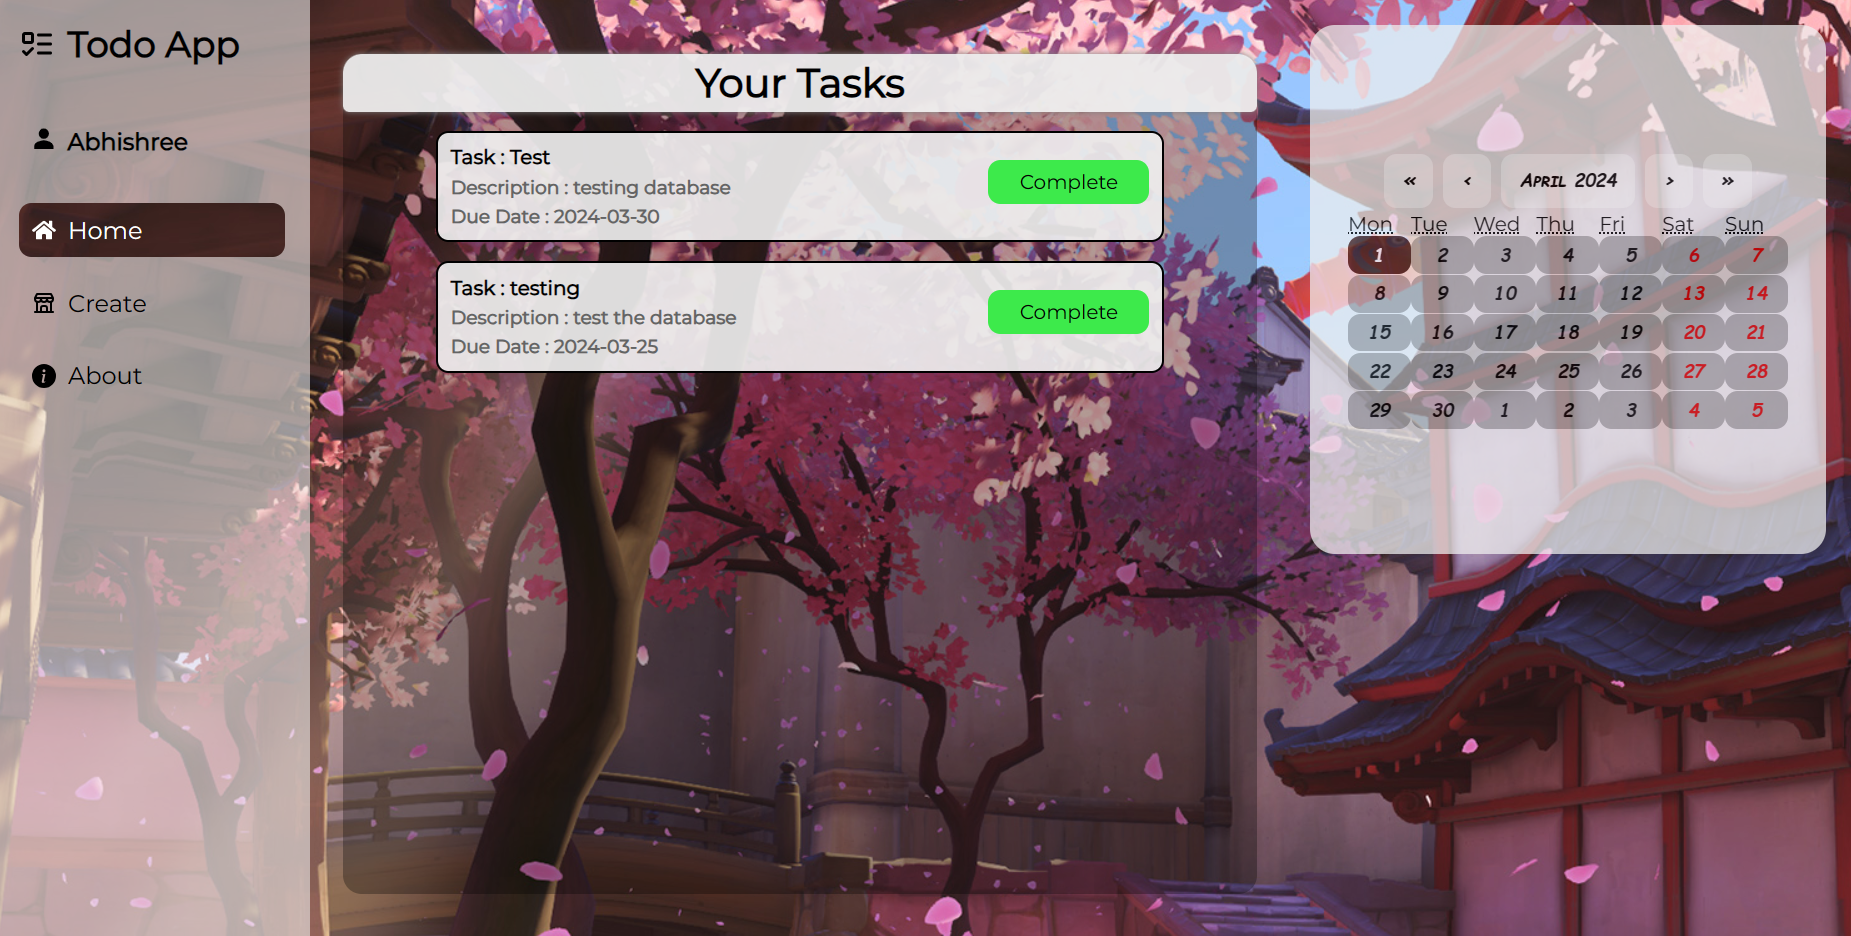 Todo App
Abhishree
Home
Create
About
Your Tasks
Task : Test
Description : testing database
Due Date : 2024-03-30
Complete
Task : testing
Description : test the database
Due Date : 2024-03-25
Complete
« ‹ April 2024 › »
Mon Tue Wed Thu Fri Sat Sun
1 2 3 4 5 6 7
8 9 10 11 12 13 14
15 16 17 18 19 20 21
22 23 24 25 26 27 28
29 30 1 2 3 4 5